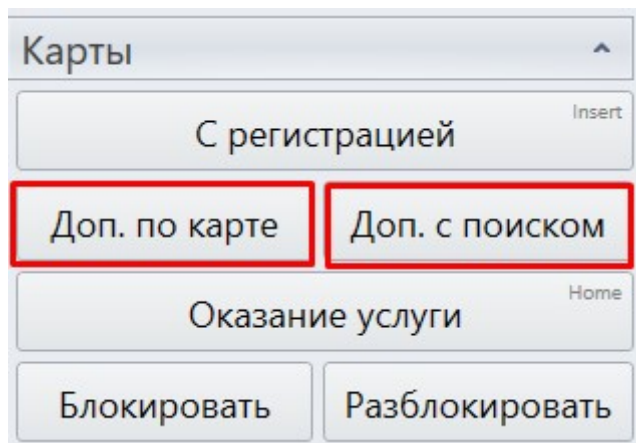 Карты
С регистрацией Insert
Доп. по карте Доп. с поиском
Оказание услуги Home
Блокировать Разблокировать